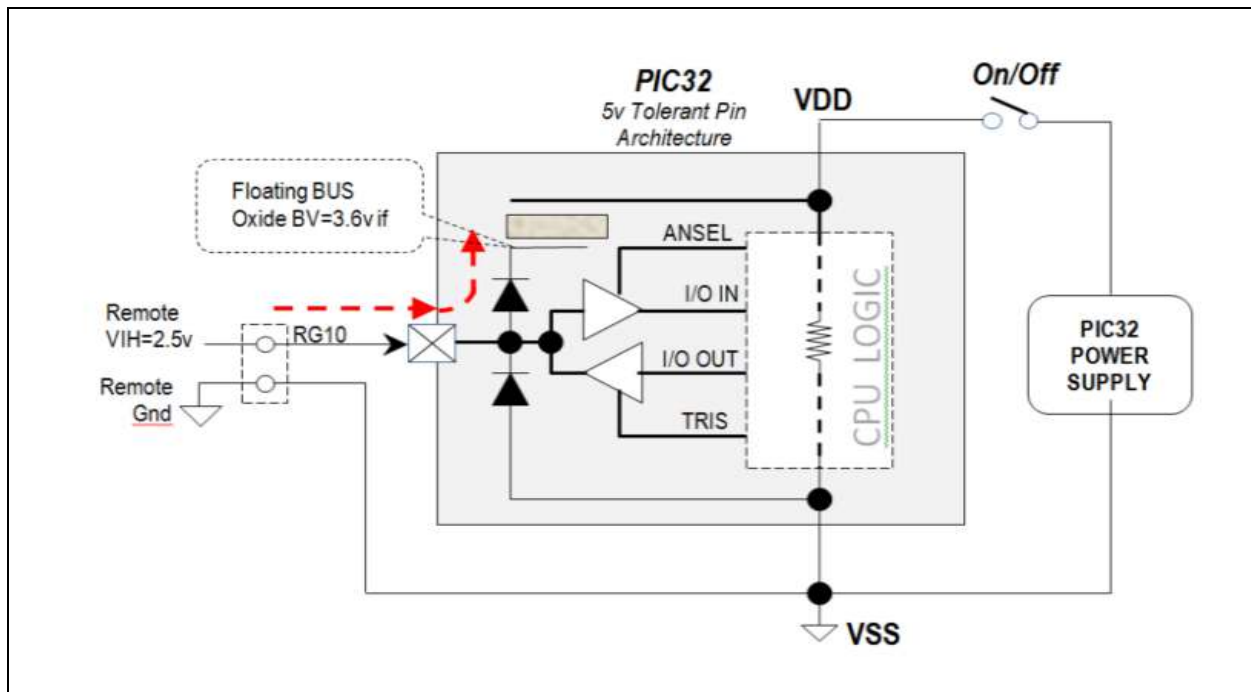 PIC32
5v Tolerant Pin
Architecture
VDD
On/Off
Floating BUS
Oxide BV=3.6v if
ANSEL
I/O IN
I/O OUT
TRIS
CPU LOGIC
Remote
VIH=2.5v
RG10
Remote
Gnd
PIC32
POWER
SUPPLY
VSS